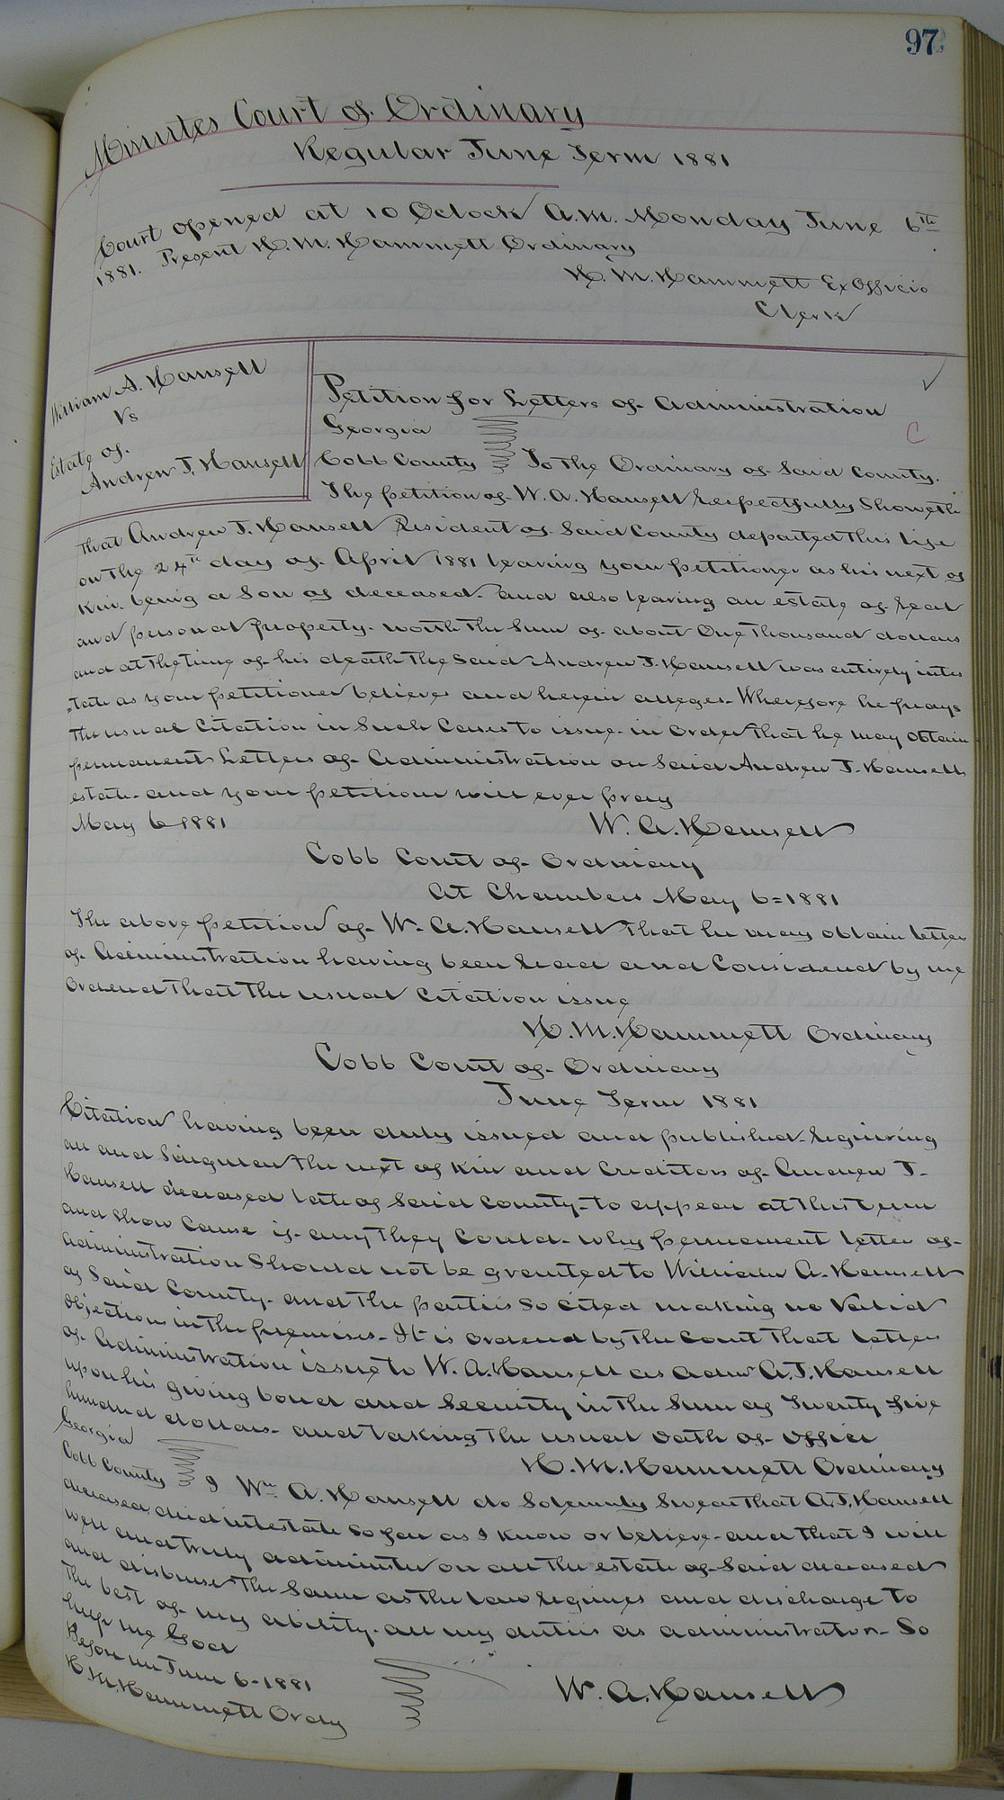 97
Minutes Court of Ordinary
Regular June Term 1881
Court opened at 10 Oclock A.M. Monday June 6th
1881. Present H. M. Hammett Ordinary
H. M. Hammett Ex Officio
Clerk
William A. Hansell
Vs
Estate of
Andrew J. Hansell
Petition for Letters of Administration
Georgia
Cobb County To the Ordinary of Said County.
The petition of W. A. Hansell Respectfully Showeth
that Andrew J. Hansell Resident of Said County departed this life
on the 24th day of April 1881 leaving your petitioner as his next of
Kin. being a Son of deceased. and also leaving an estate of Real
and personal property. worth the Sum of about One Thousand dollars
and at the time of his death the Said Andrew J. Hansell was entirely intes
tate as your petitioner believes and herein alleges. Wherefore he prays
the usual Citation in Such Cases to issue in order that he may obtain
permanent Letters of Administration on Said Andrew J. Hansells
estate. and your petition will ever pray
May 6 1881 W. A. Hansell
Cobb Court of Ordinary
At Chambers May 6=1881
The above petition of W. A. Hansell that he may obtain letter
of Administration having been Read and Considered by me
Ordered that the usual Citation issue
H. M. Hammett Ordinary
Cobb Court of Ordinary
June Term 1881
Citation having been duly issued and published. Requiring
all and Singular the next of Kin and Creditors of Andrew J.
Hansell deceased late of Said County. to appear at this term
and show Cause if any they Could. why permanent letter of
administration Should not be granted to William A. Hansell
of Said County. and the parties So cited making no Valid
objection in the premises. It is ordered by the Court that letters
of Administration issue to W. A. Hansell as admr A. J. Hansell
upon his giving bond and Security in the Sum of Twenty five
hundred dollars. and taking the usual oath of office
H. M. Hammett Ordinary
Georgia
Cobb County I Wm A. Hansell do Solemnly Swear that A. J. Hansell
deceased died intestate So far as I know or believe. and that I will
well and truly administer on all the estate of Said deceased
and disburse the Same as the law requires and discharge to
the best of my ability. all my duties as administrator. So
help me God
Before me June 6-1881
H. M. Hammett Ordy
W. A. Hansell